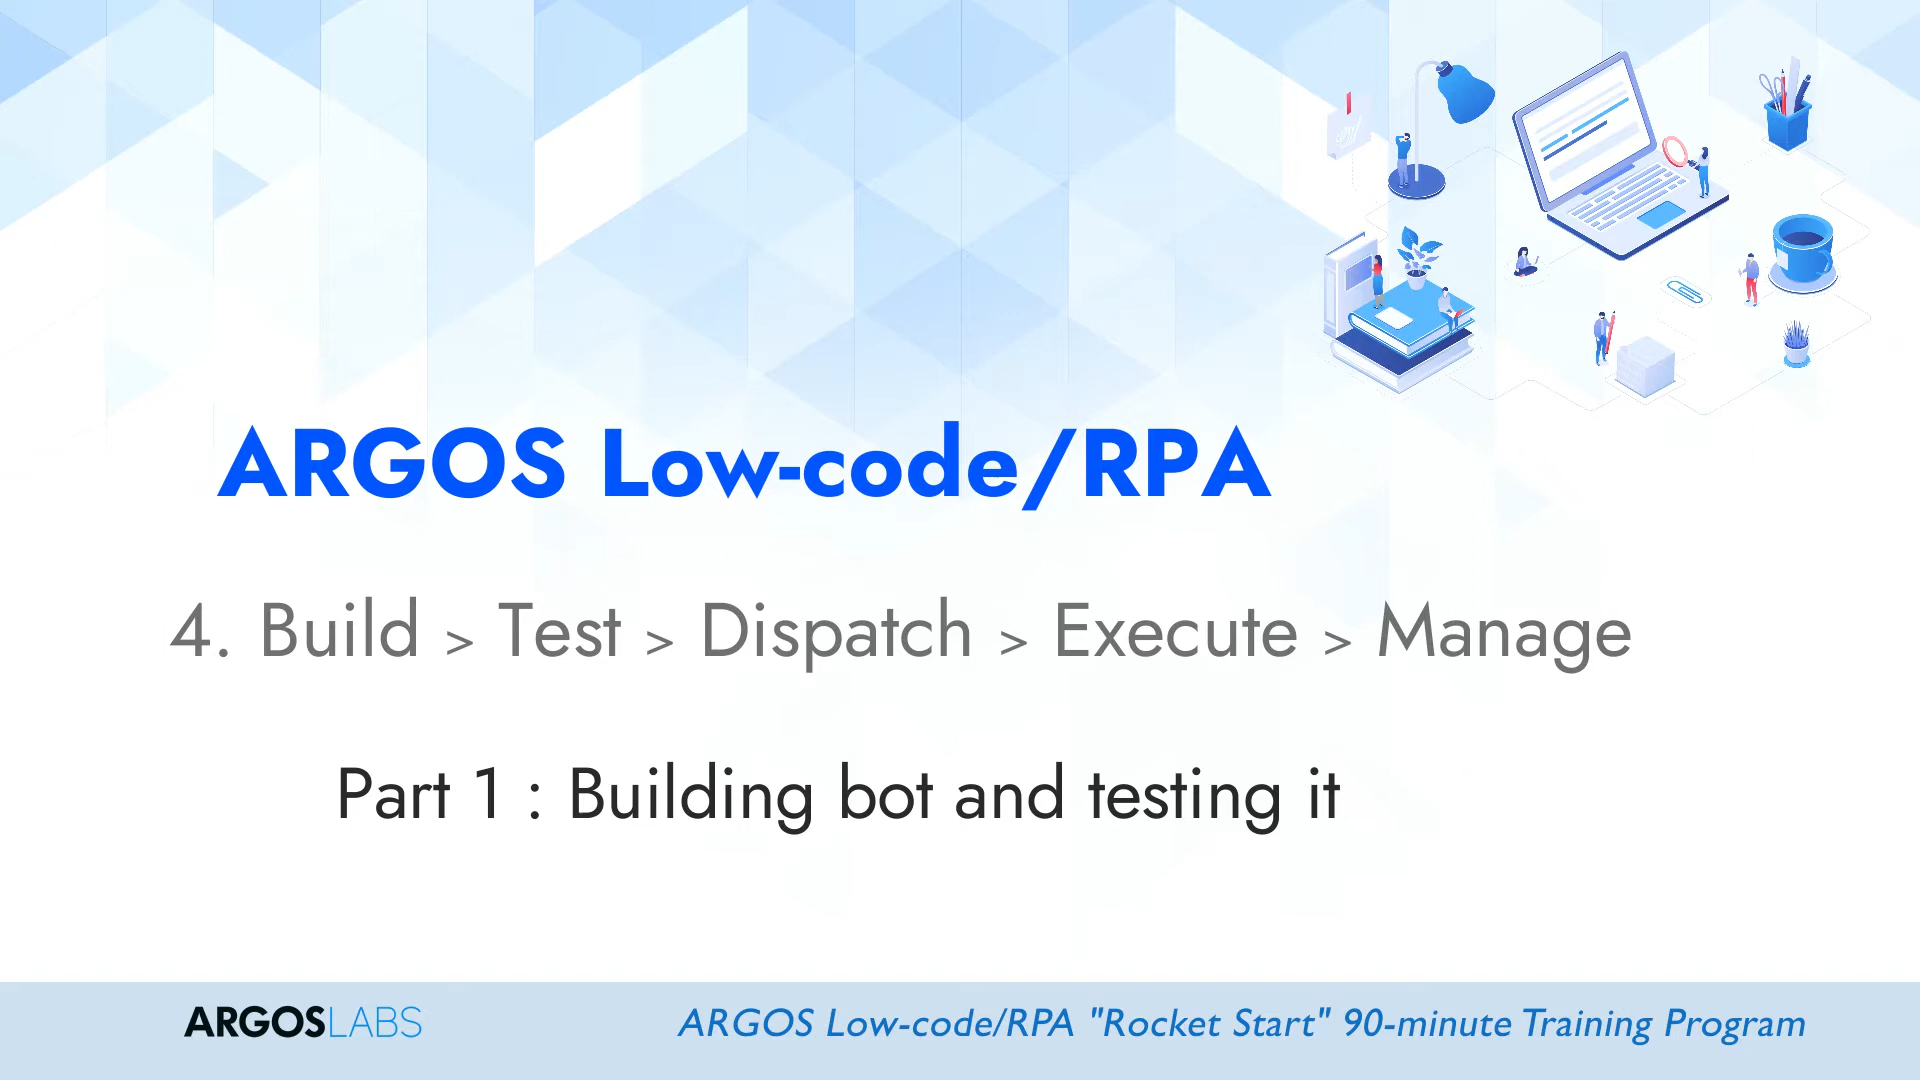 ARGOS Low-code/RPA
4. Build > Test > Dispatch > Execute > Manage
Part 1 : Building bot and testing it
ARGOSLABS
ARGOS Low-code/RPA "Rocket Start" 90-minute Training Program